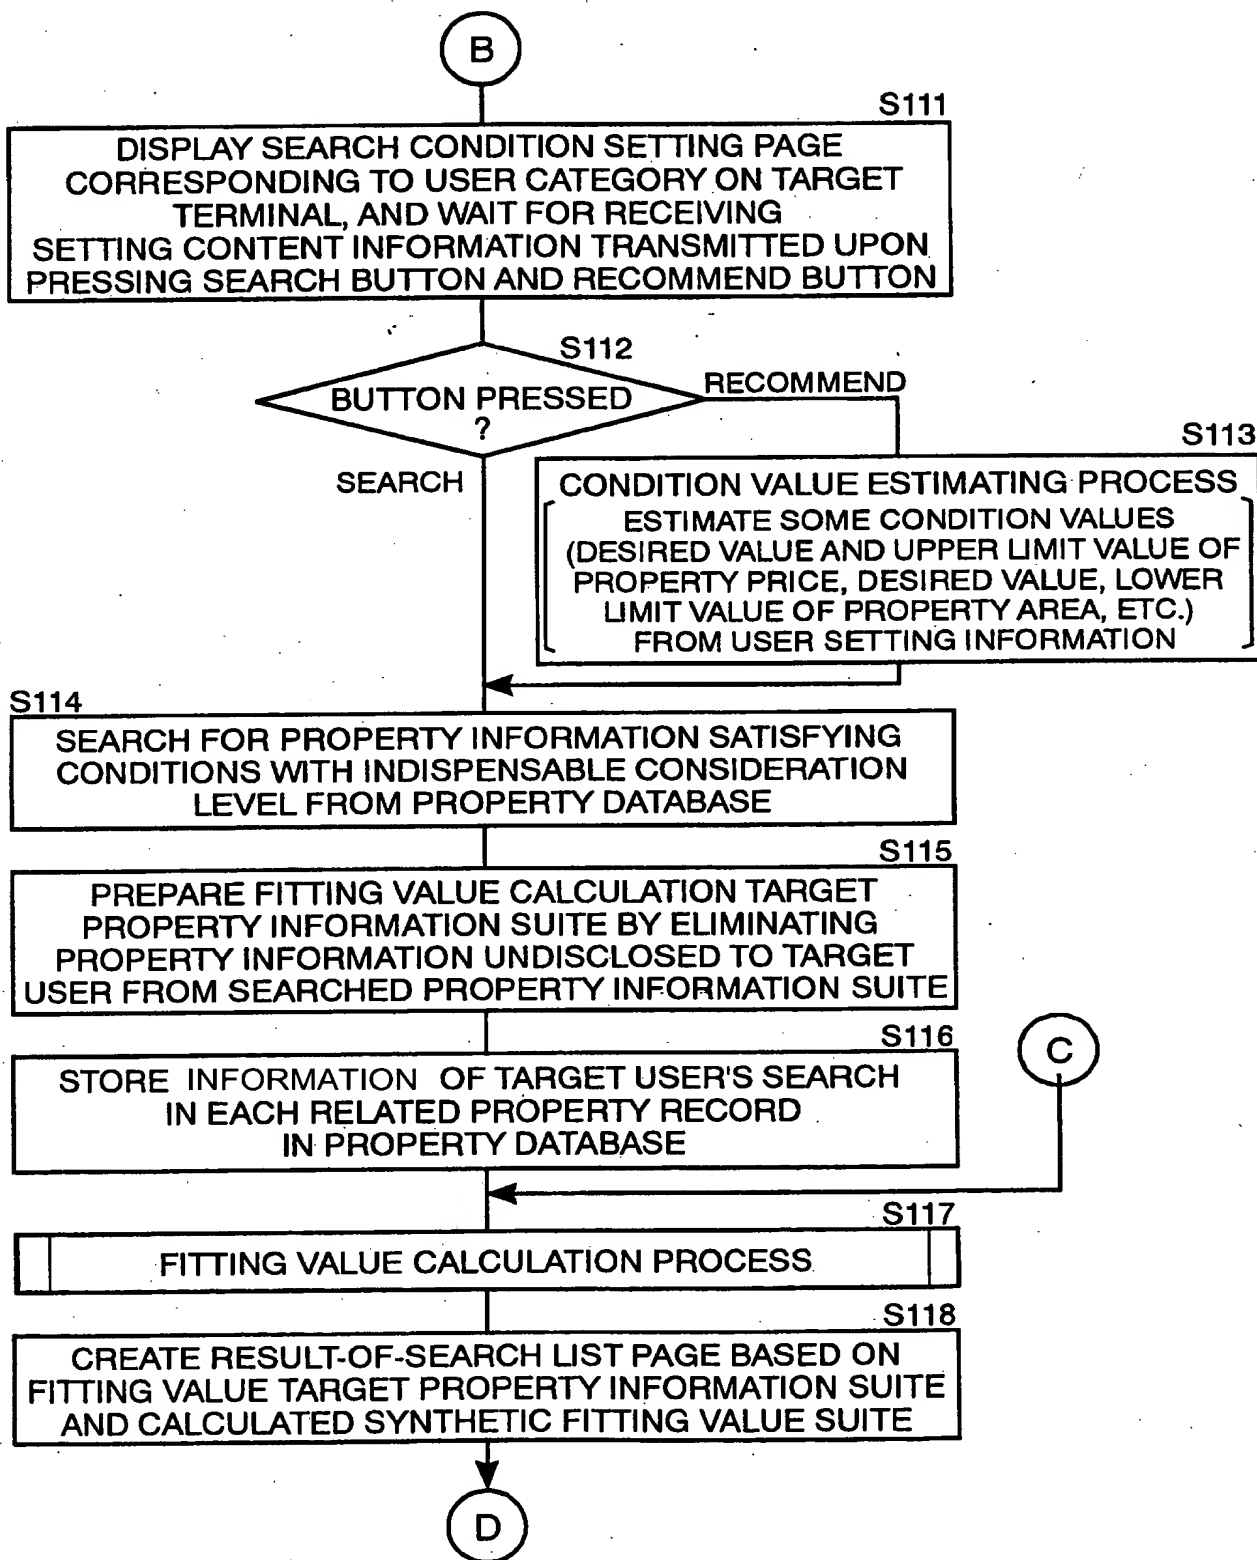 B
S111
DISPLAY SEARCH CONDITION SETTING PAGE
CORRESPONDING TO USER CATEGORY ON TARGET
TERMINAL, AND WAIT FOR RECEIVING
SETTING CONTENT INFORMATION TRANSMITTED UPON
PRESSING SEARCH BUTTON AND RECOMMEND BUTTON
S112
BUTTON PRESSED
?
RECOMMEND
SEARCH
S113
CONDITION VALUE ESTIMATING PROCESS
ESTIMATE SOME CONDITION VALUES
(DESIRED VALUE AND UPPER LIMIT VALUE OF
PROPERTY PRICE, DESIRED VALUE, LOWER
LIMIT VALUE OF PROPERTY AREA, ETC.)
FROM USER SETTING INFORMATION
S114
SEARCH FOR PROPERTY INFORMATION SATISFYING
CONDITIONS WITH INDISPENSABLE CONSIDERATION
LEVEL FROM PROPERTY DATABASE
S115
PREPARE FITTING VALUE CALCULATION TARGET
PROPERTY INFORMATION SUITE BY ELIMINATING
PROPERTY INFORMATION UNDISCLOSED TO TARGET
USER FROM SEARCHED PROPERTY INFORMATION SUITE
S116
STORE INFORMATION OF TARGET USER'S SEARCH
IN EACH RELATED PROPERTY RECORD
IN PROPERTY DATABASE
C
S117
FITTING VALUE CALCULATION PROCESS
S118
CREATE RESULT-OF-SEARCH LIST PAGE BASED ON
FITTING VALUE TARGET PROPERTY INFORMATION SUITE
AND CALCULATED SYNTHETIC FITTING VALUE SUITE
D